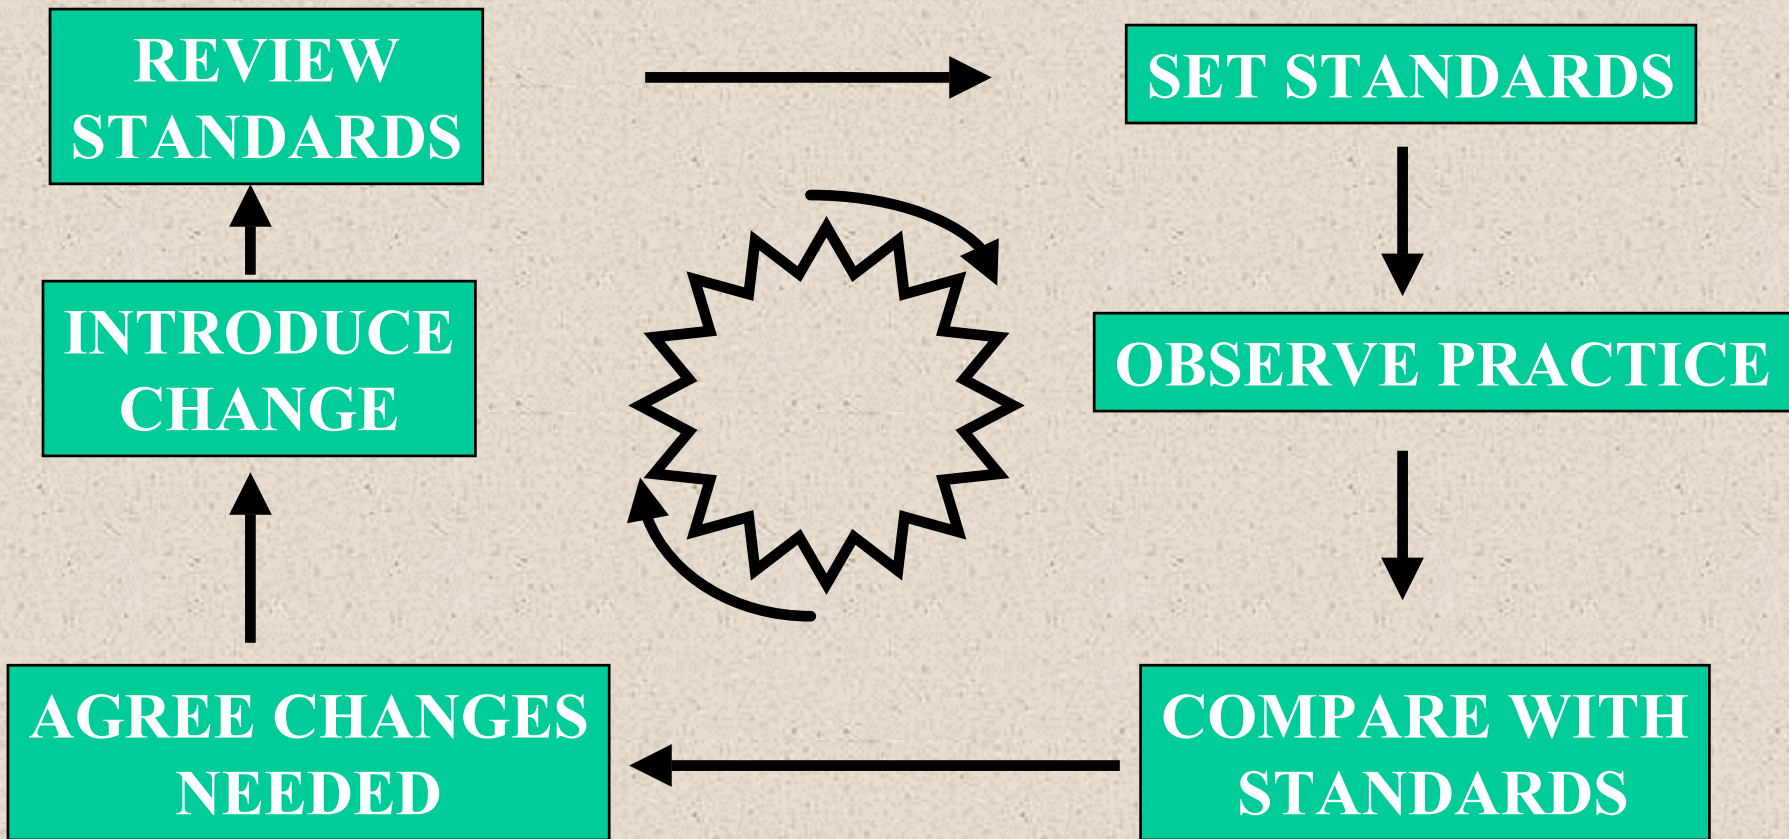 REVIEW
STANDARDS
SET STANDARDS
INTRODUCE
CHANGE
OBSERVE PRACTICE
AGREE CHANGES
NEEDED
COMPARE WITH
STANDARDS